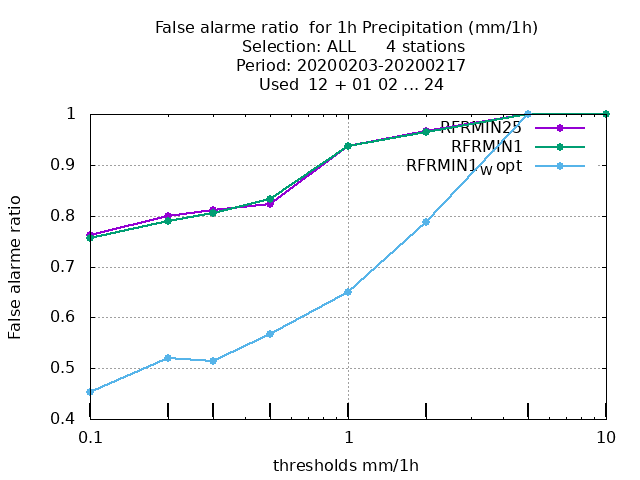 False alarme ratio  for 1h Precipitation (mm/1h)
Selection: ALL      4 stations
Period: 20200203-20200217
Used  12 + 01 02 ... 24
1
0.9
0.8
0.7
0.6
0.5
0.4
0.1
1
10
False alarme ratio
thresholds mm/1h
RFRMIN25
RFRMIN1
RFRMIN1_W opt